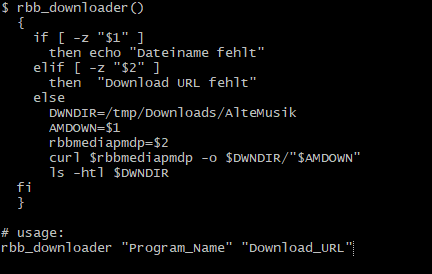 $ rbb_downloader()
{
if [ -z "$1" ]
then echo "Dateiname fehlt"
elif [ -z "$2" ]
then  "Download URL fehlt"
else
DWNDIR=/tmp/Downloads/AlteMusik
AMDOWN=$1
rbbmediapmdp=$2
curl $rbbmediapmdp -o $DWNDIR/"$AMDOWN"
ls -htl $DWNDIR
fi
}
# usage:
rbb_downloader "Program_Name" "Download_URL"